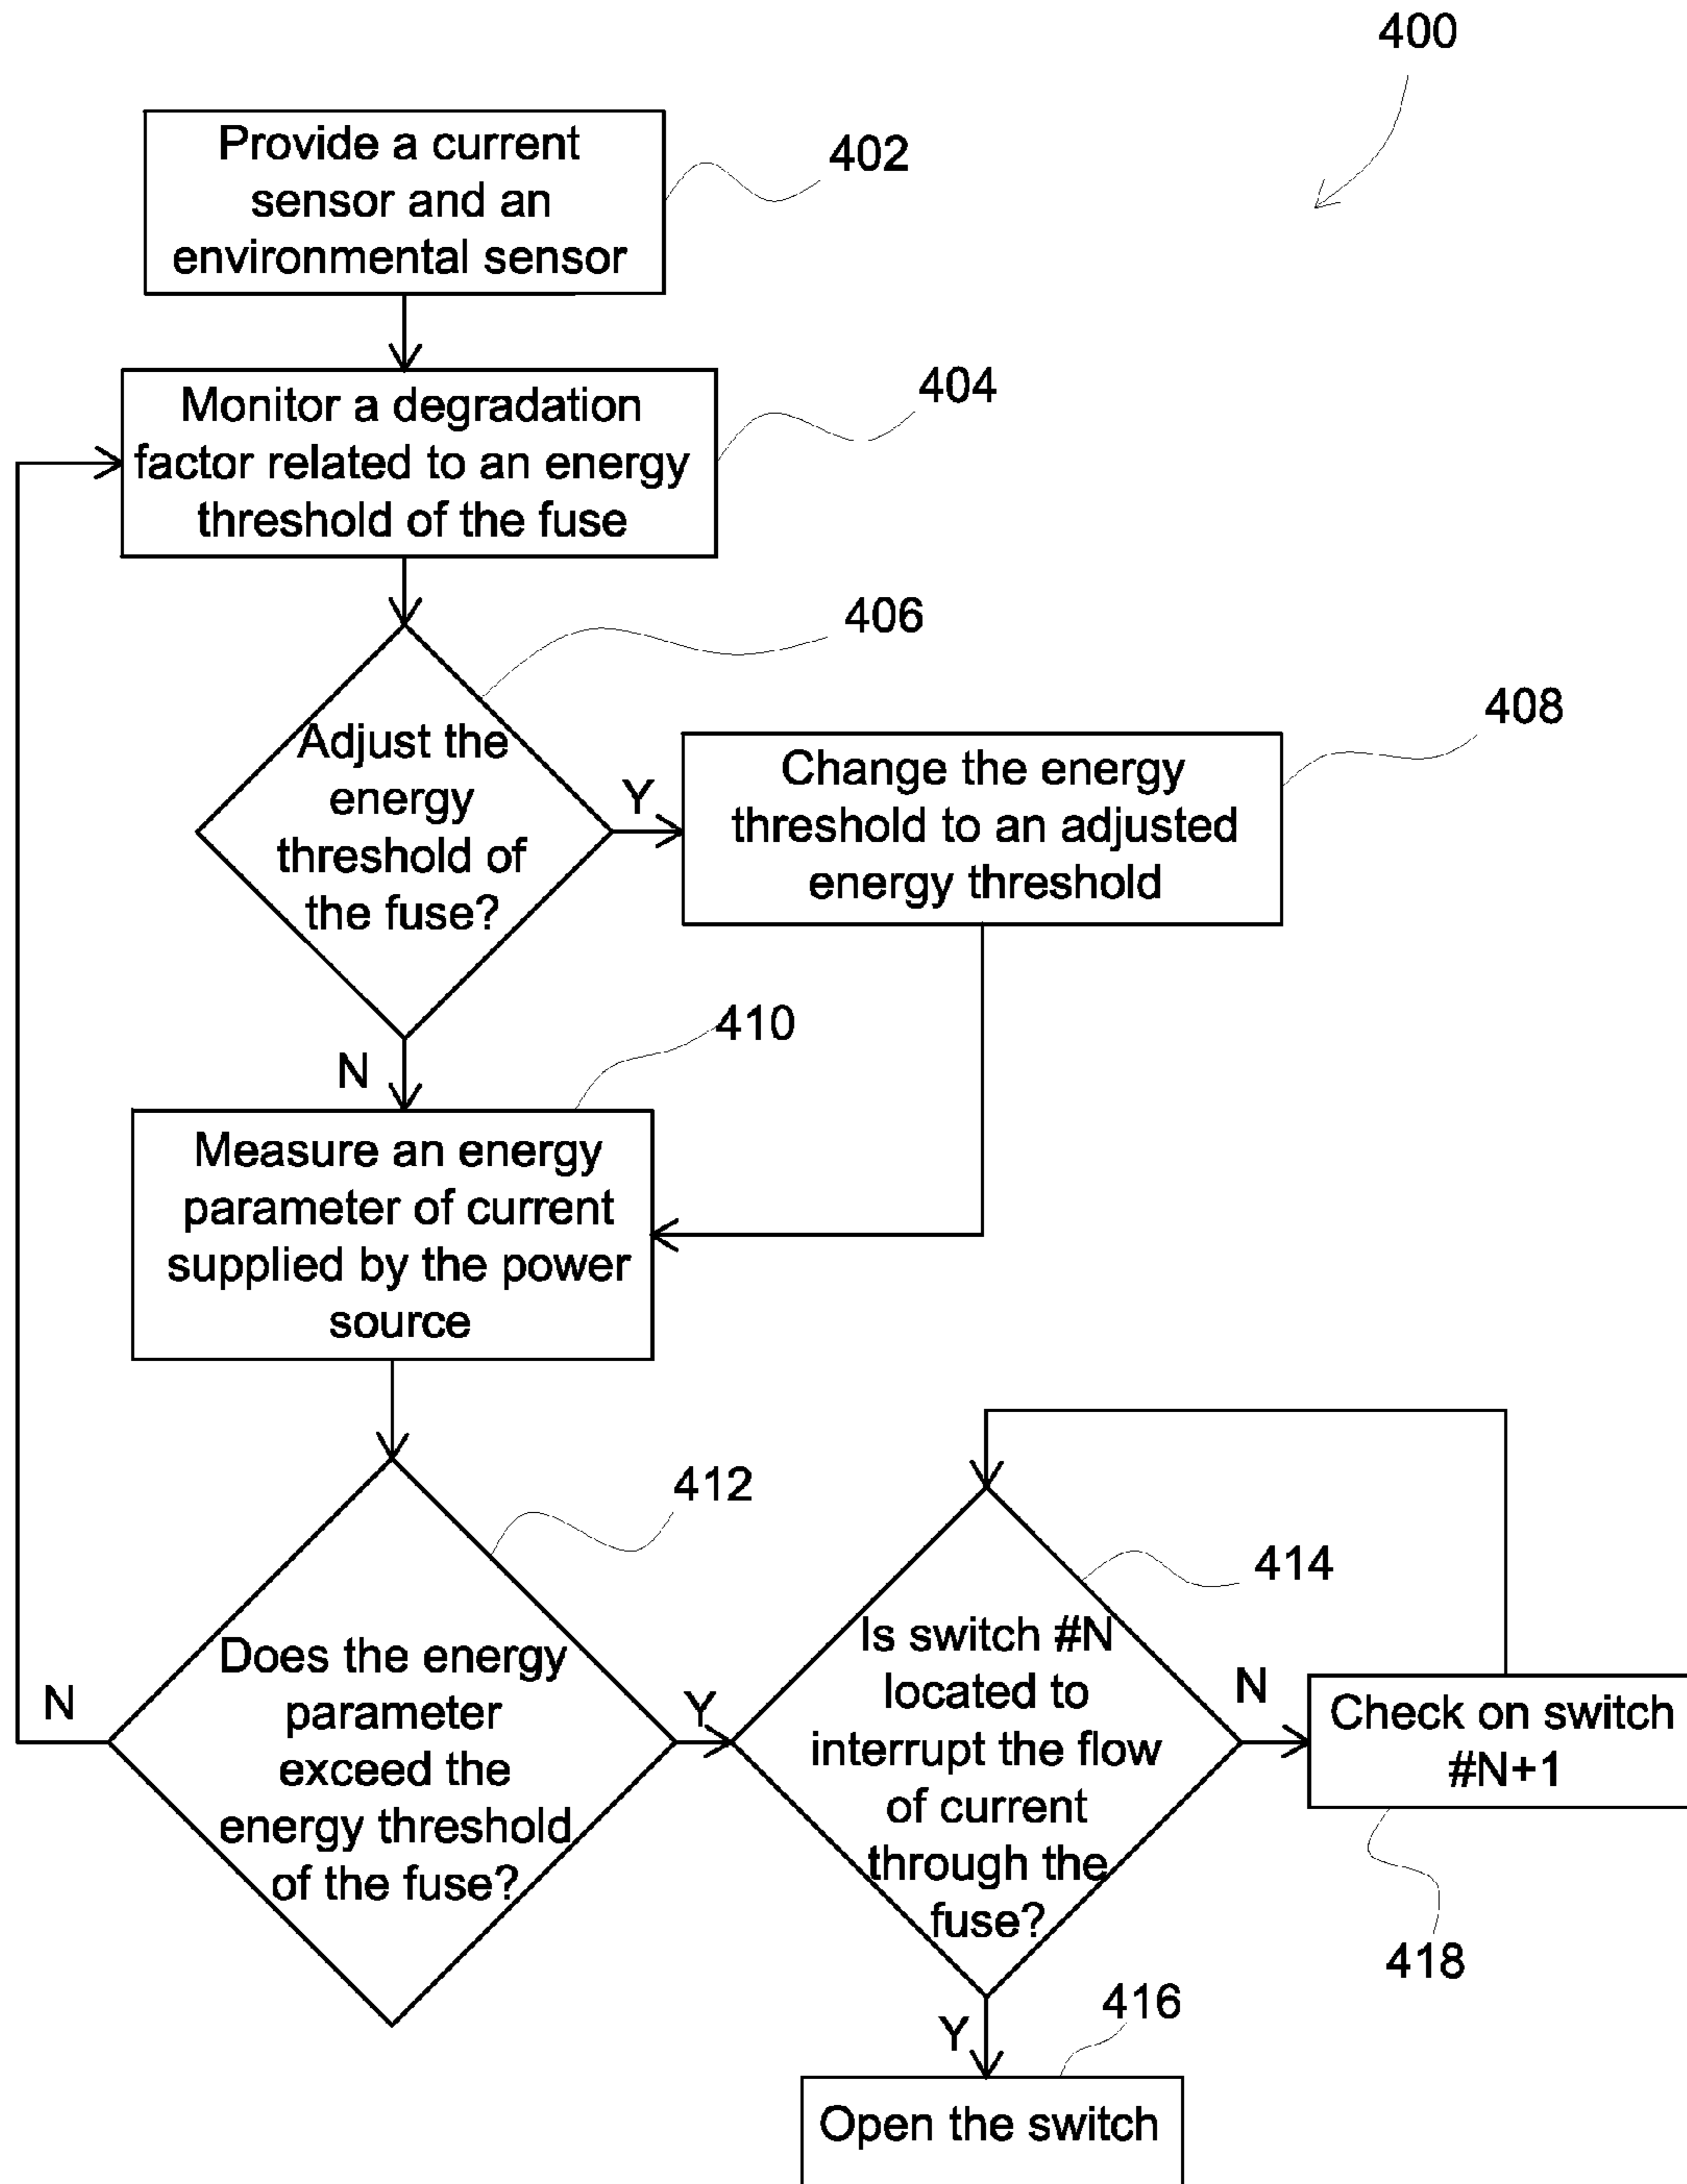 400
Provide a current
sensor and an
environmental sensor
402
Monitor a degradation
factor related to an energy
threshold of the fuse
404
406
Adjust the
energy
threshold of
the fuse?
Y
408
Change the energy
threshold to an adjusted
energy threshold
N
410
Measure an energy
parameter of current
supplied by the power
source
412
Does the energy
parameter
exceed the
energy threshold
of the fuse?
N
Y
414
Is switch #N
located to
interrupt the flow
of current
through the
fuse?
N
Check on switch
#N+1
418
Y
416
Open the switch